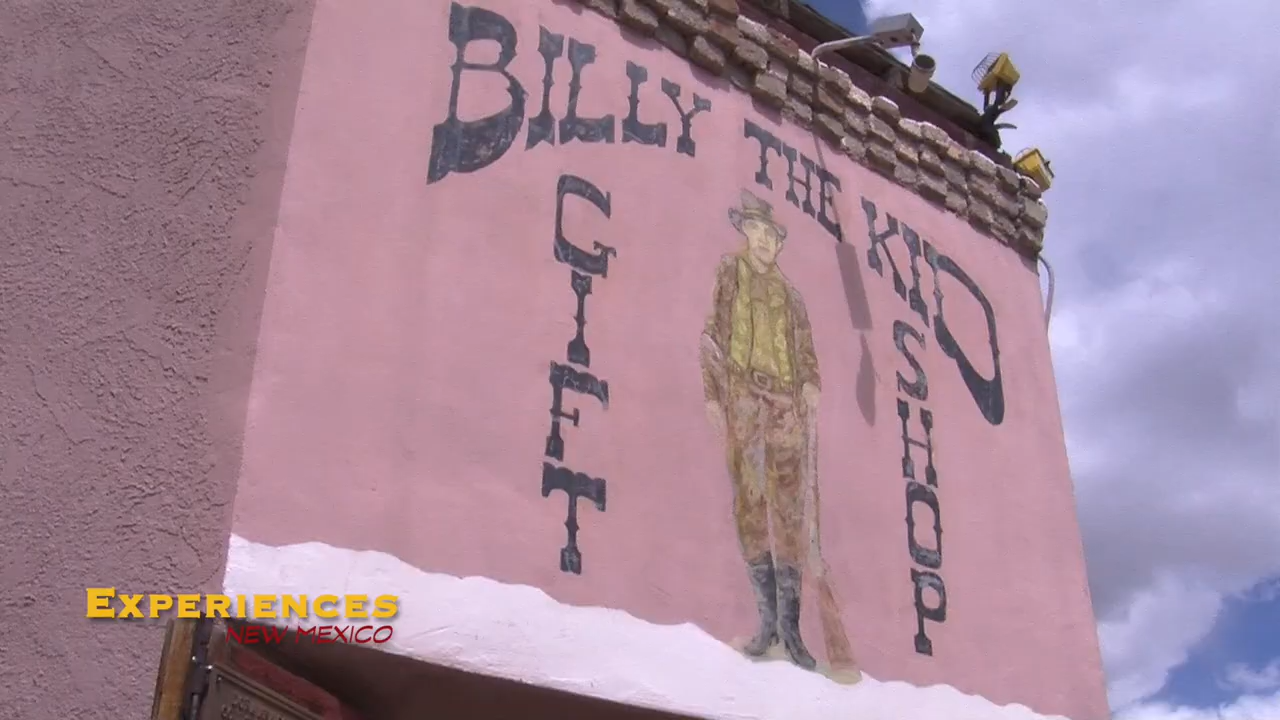 BILLY THE KID
GIFT
SHOP
EXPERIENCES
NEW MEXICO